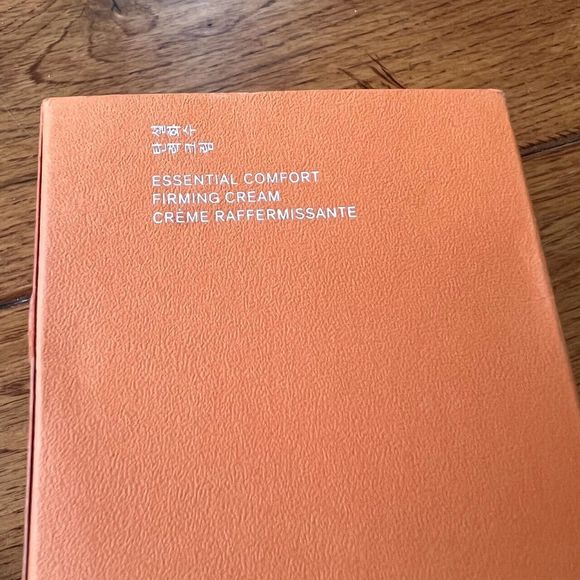 설화수
탄력크림
ESSENTIAL COMFORT
FIRMING CREAM
CRÈME RAFFERMISSANTE